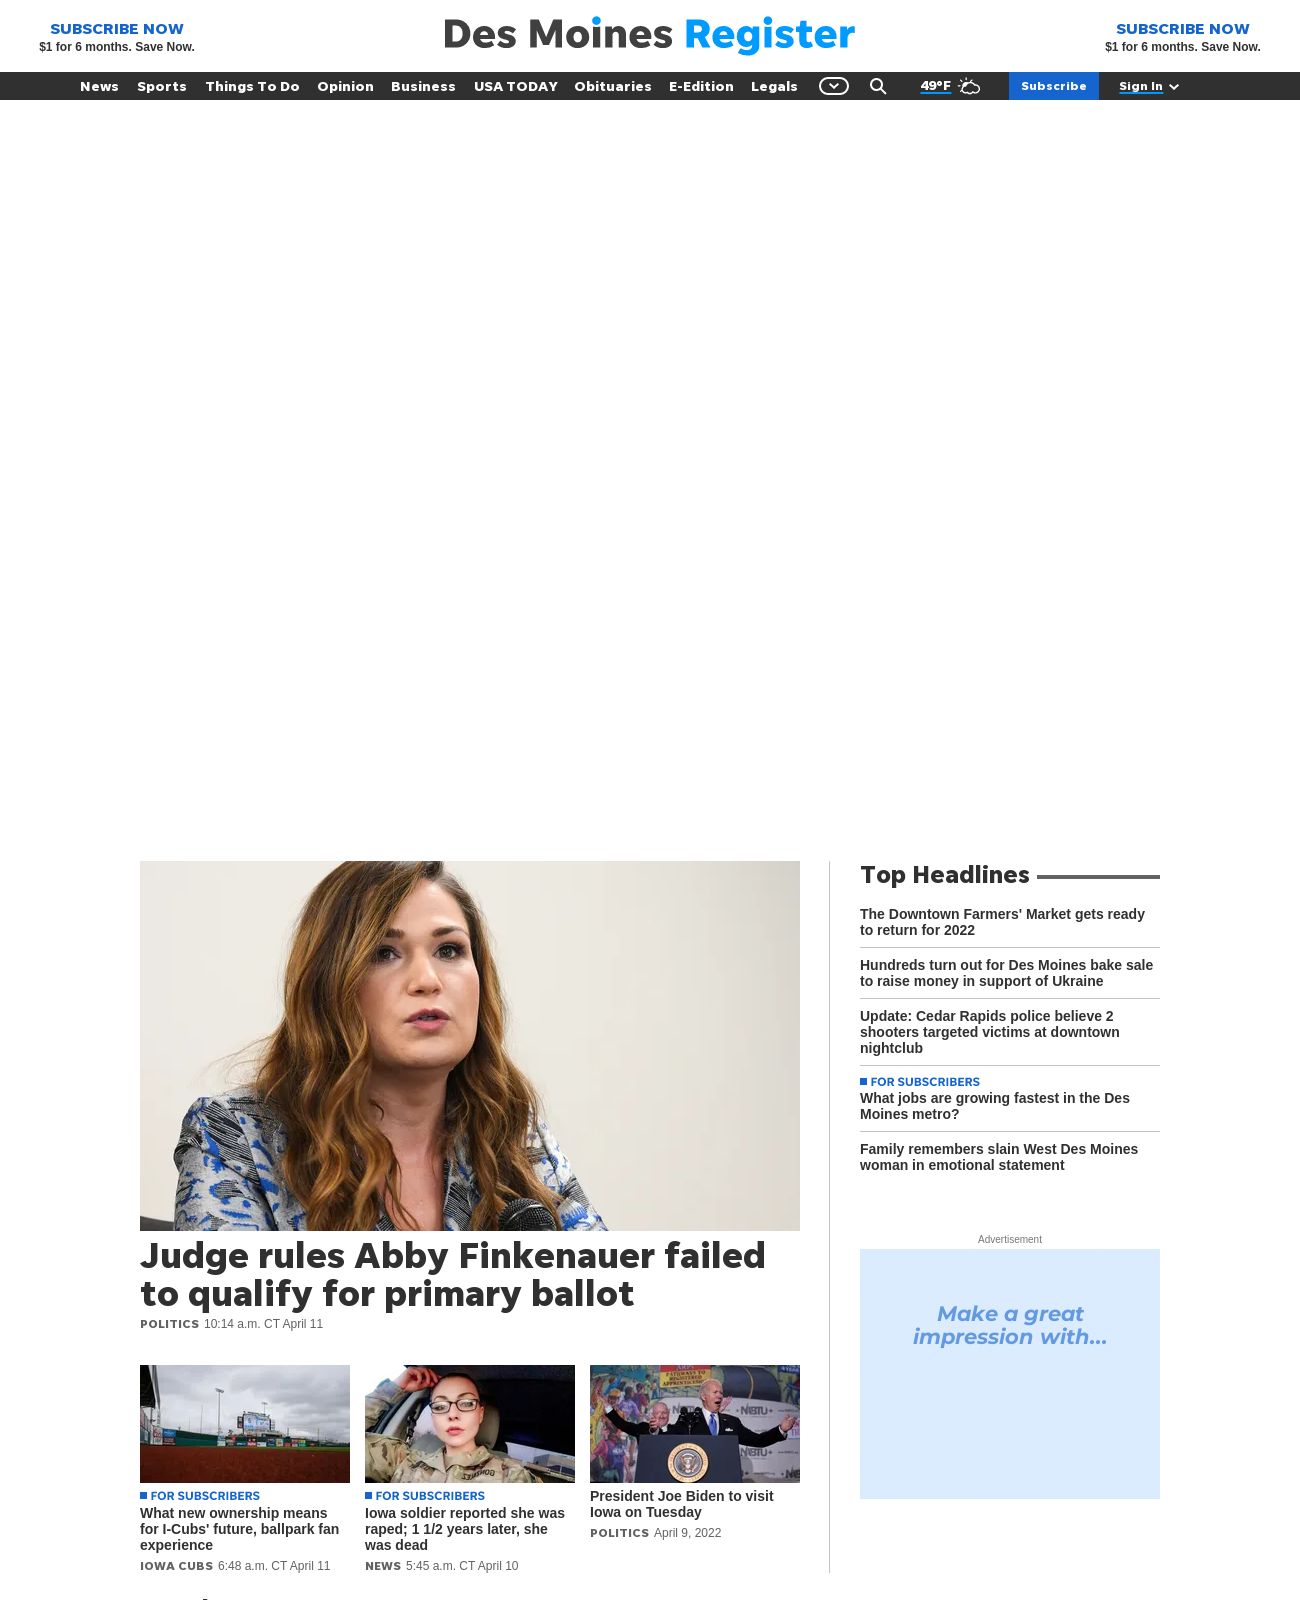 SUBSCRIBE NOW
$1 for 6 months. Save Now.
Des Moines Register
SUBSCRIBE NOW
$1 for 6 months. Save Now.
News Sports Things To Do Opinion Business USA TODAY Obituaries E-Edition Legals 49°F Subscribe Sign In
Judge rules Abby Finkenauer failed
to qualify for primary ballot
POLITICS 10:14 a.m. CT April 11
FOR SUBSCRIBERS
What new ownership means
for I-Cubs' future, ballpark fan
experience
IOWA CUBS 6:48 a.m. CT April 11
GONZALEZ
FOR SUBSCRIBERS
Iowa soldier reported she was
raped; 1 1/2 years later, she
was dead
NEWS 5:45 a.m. CT April 10
PATHWAYS TO
REGISTERED
APPRENTICESHIP
NABTU
NABTU
President Joe Biden to visit
Iowa on Tuesday
POLITICS April 9, 2022
Top Headlines
The Downtown Farmers' Market gets ready
to return for 2022
Hundreds turn out for Des Moines bake sale
to raise money in support of Ukraine
Update: Cedar Rapids police believe 2
shooters targeted victims at downtown
nightclub
FOR SUBSCRIBERS
What jobs are growing fastest in the Des
Moines metro?
Family remembers slain West Des Moines
woman in emotional statement
Advertisement
Make a great
impression with...